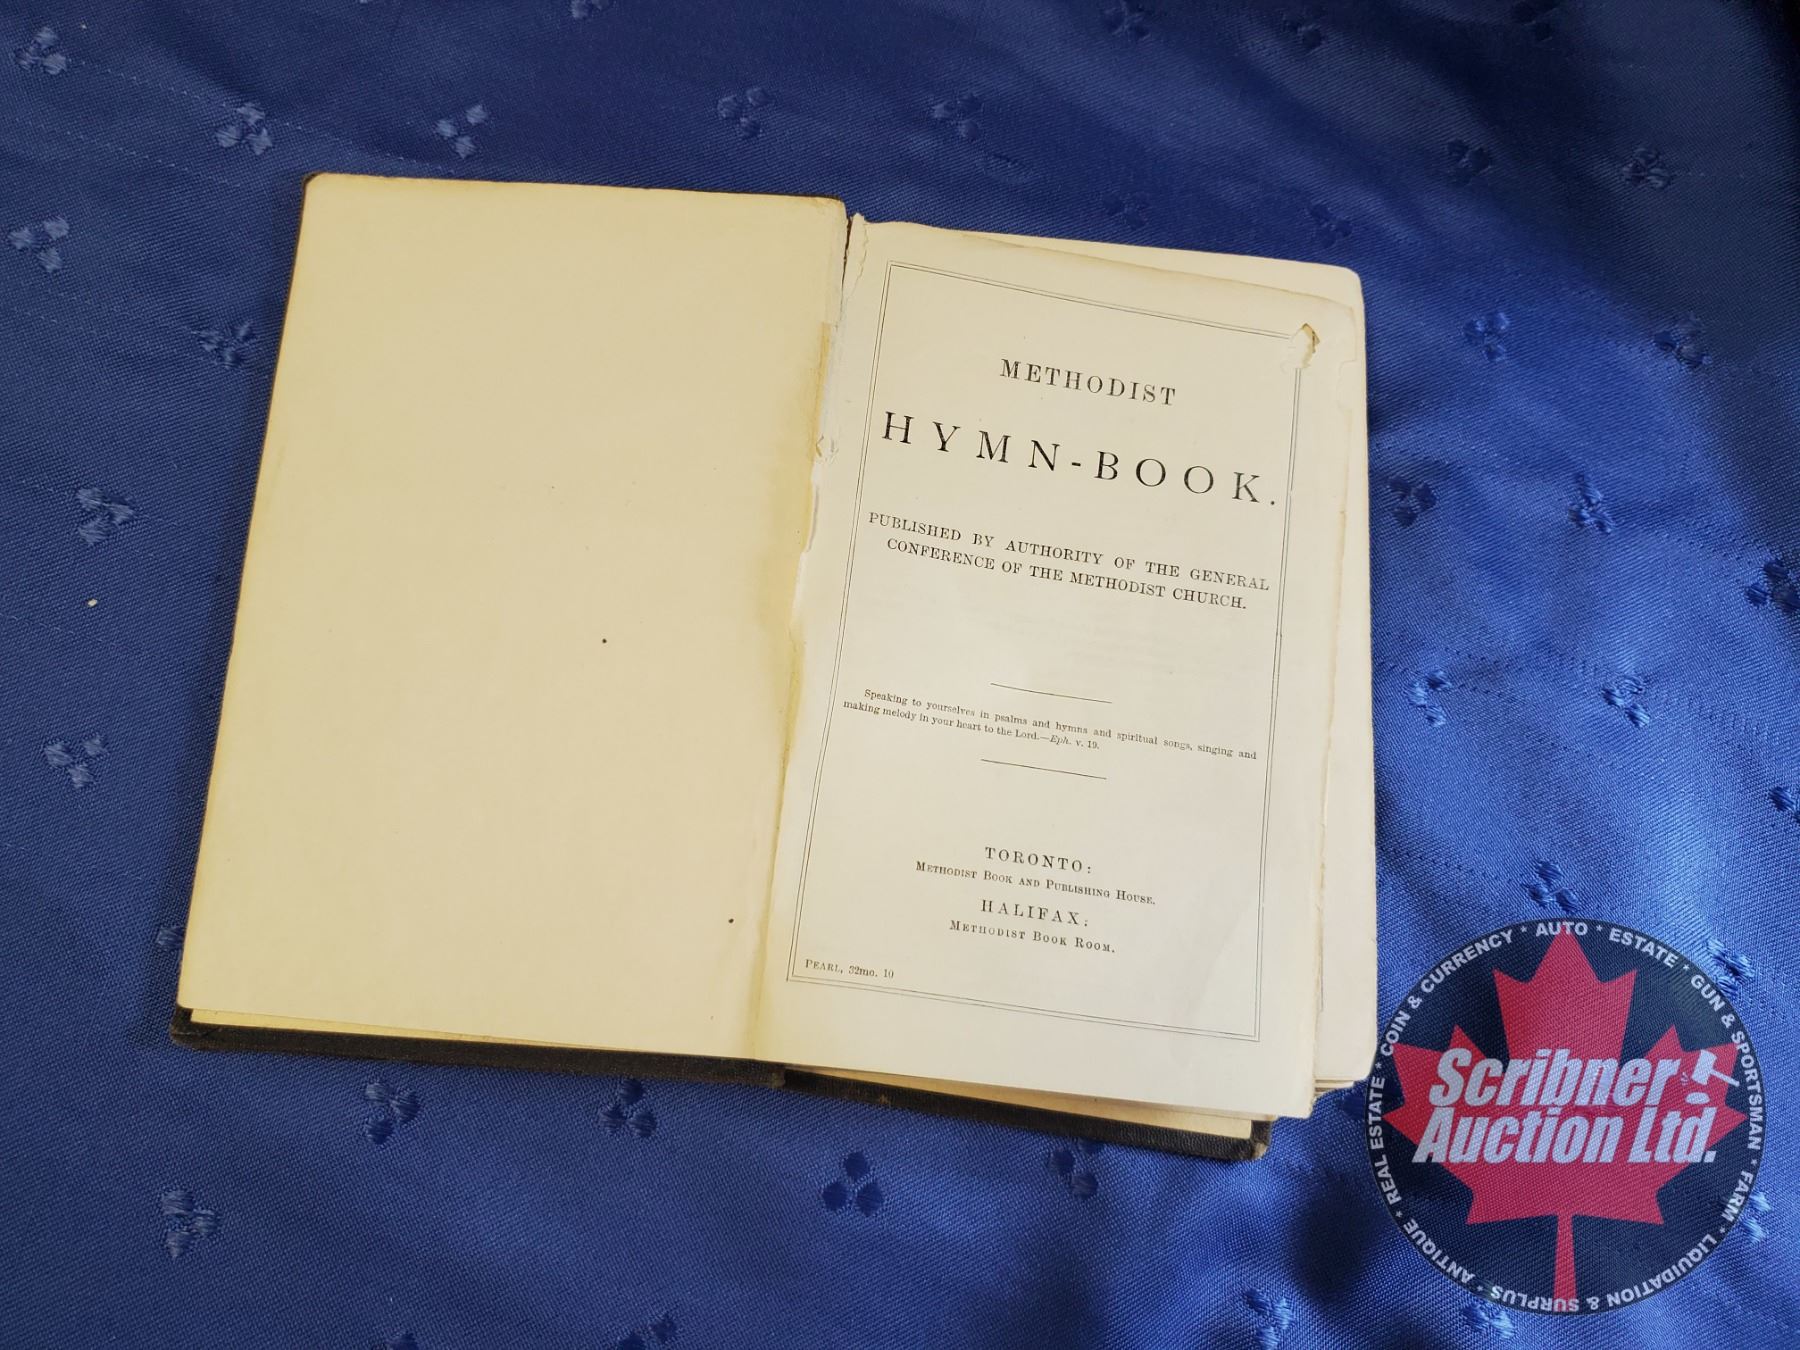 METHODIST
HYMN-BOOK.
PUBLISHED BY AUTHORITY OF THE GENERAL
CONFERENCE OF THE METHODIST CHURCH.
Speaking to yourselves in psalms and hymns and spiritual songs, singing and
making melody in your heart to the Lord.—Eph. v. 19.
TORONTO:
METHODIST BOOK AND PUBLISHING HOUSE.
HALIFAX:
METHODIST BOOK ROOM.
PEARL, 32mo. 10
Scribner
Auction Ltd.
REAL ESTATE * COIN & CURRENCY * AUTO * ESTATE * GUN & SPORTSMAN * FARM * LIQUIDATION & SURPLUS * ANTIQUE *